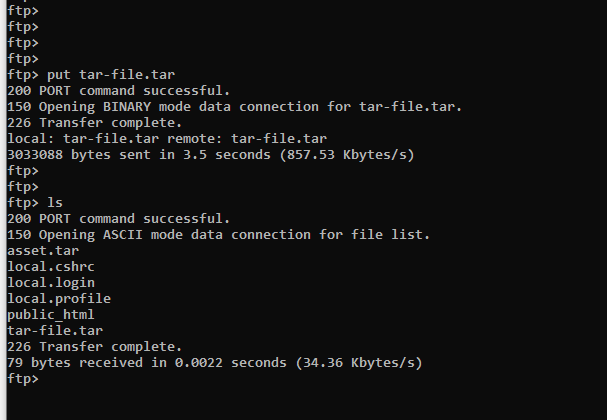 ftp>
ftp>
ftp>
ftp>
ftp> put tar-file.tar
200 PORT command successful.
150 Opening BINARY mode data connection for tar-file.tar.
226 Transfer complete.
local: tar-file.tar remote: tar-file.tar
3033088 bytes sent in 3.5 seconds (857.53 Kbytes/s)
ftp>
ftp>
ftp> ls
200 PORT command successful.
150 Opening ASCII mode data connection for file list.
asset.tar
local.cshrc
local.login
local.profile
public_html
tar-file.tar
226 Transfer complete.
79 bytes received in 0.0022 seconds (34.36 Kbytes/s)
ftp>